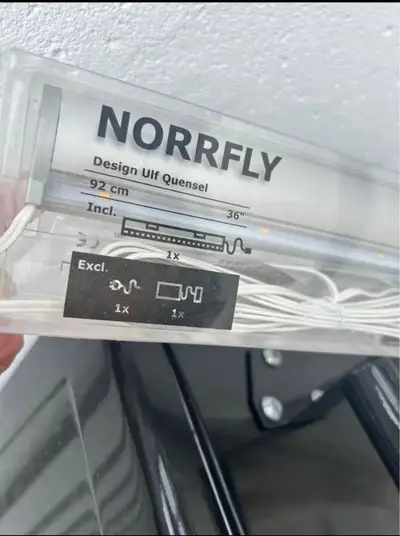 NORRFLY
Design Ulf Quensel
92 cm 36"
Incl.
1x
Excl.
1x 1x